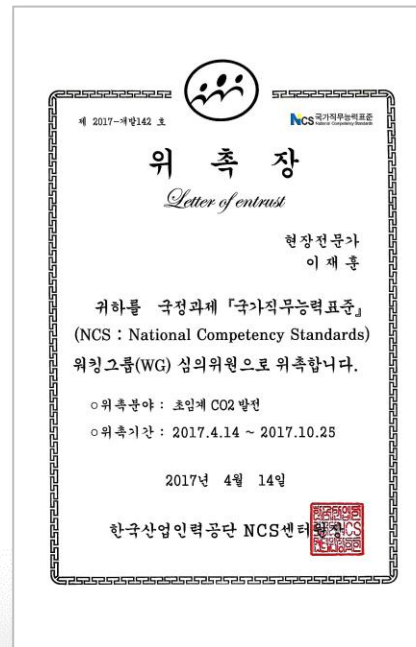 제 2017-개발142 호
NCS 국가직무능력표준
National Competency Standards
위 촉 장
Letter of entrust
현장전문가
이 재 훈
귀하를 국정과제 『국가직무능력표준』
(NCS : National Competency Standards)
워킹그룹(WG) 심의위원으로 위촉합니다.
○위촉분야 : 초임계 CO2 발전
○위촉기간 : 2017.4.14 ~ 2017.10.25
2017년 4월 14일
한국산업인력공단 NCS센터원장